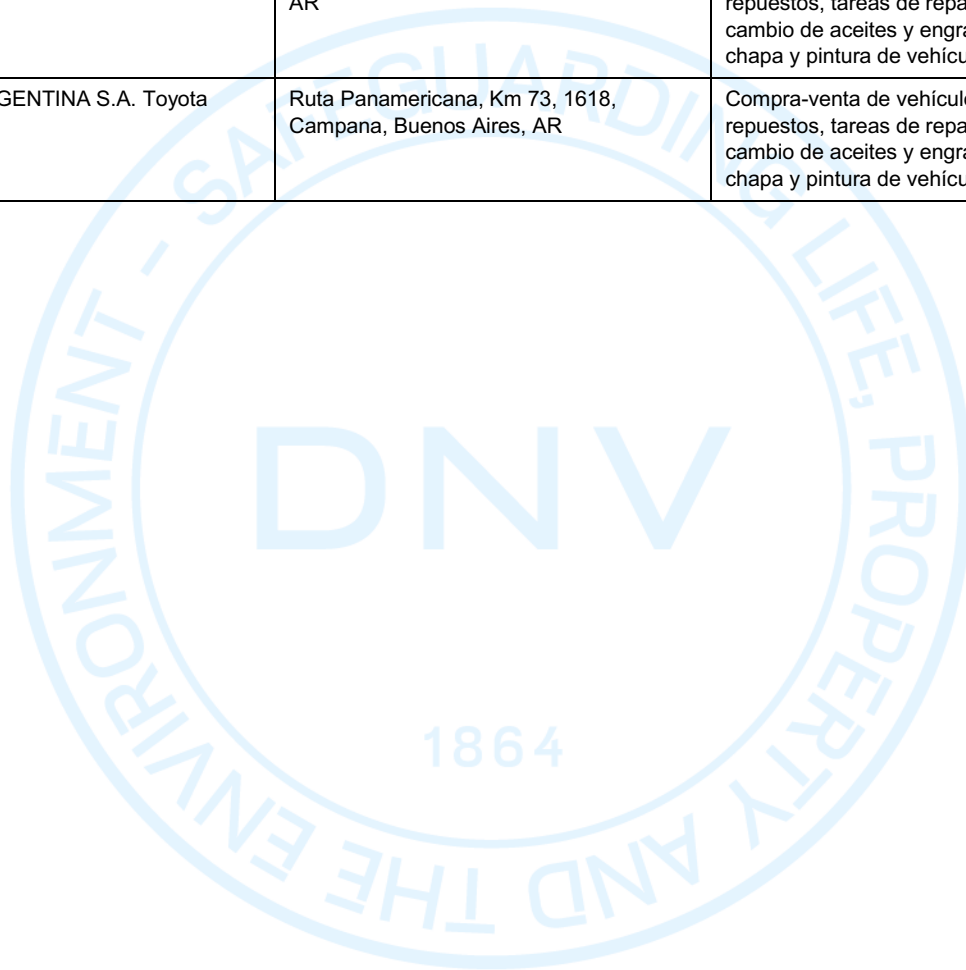 AR
repuestos, tareas de repa
cambio de aceites y engra
chapa y pintura de vehícu
GENTINA S.A. Toyota
Ruta Panamericana, Km 73, 1618,
Campana, Buenos Aires, AR
Compra-venta de vehícul
repuestos, tareas de repa
cambio de aceites y engra
chapa y pintura de vehícu
SAFEGUARDING LIFE, PROPERTY AND THE ENVIRONMENT -
DNV
1864